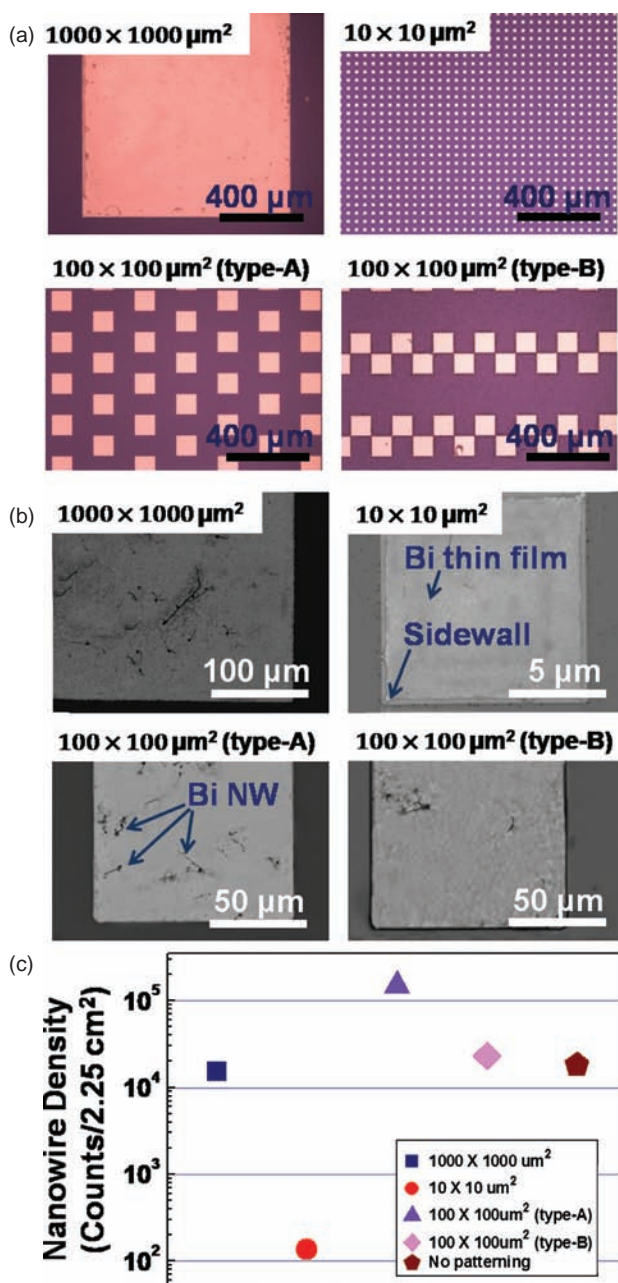 (a)
1000 × 1000 μm²
10 × 10 μm²
400 μm
400 μm
100 × 100 μm² (type-A)
100 × 100 μm² (type-B)
400 μm
400 μm
(b)
1000 × 1000 μm²
10 × 10 μm²
Bi thin film
Sidewall
100 μm
5 μm
100 × 100 μm² (type-A)
100 × 100 μm² (type-B)
Bi NW
50 μm
50 μm
(c)
Nanowire Density
(Counts/2.25 cm²)
10⁵
10⁴
10³
10²
1000 X 1000 um²
10 X 10 um²
100 X 100um² (type-A)
100 X 100um² (type-B)
No patterning